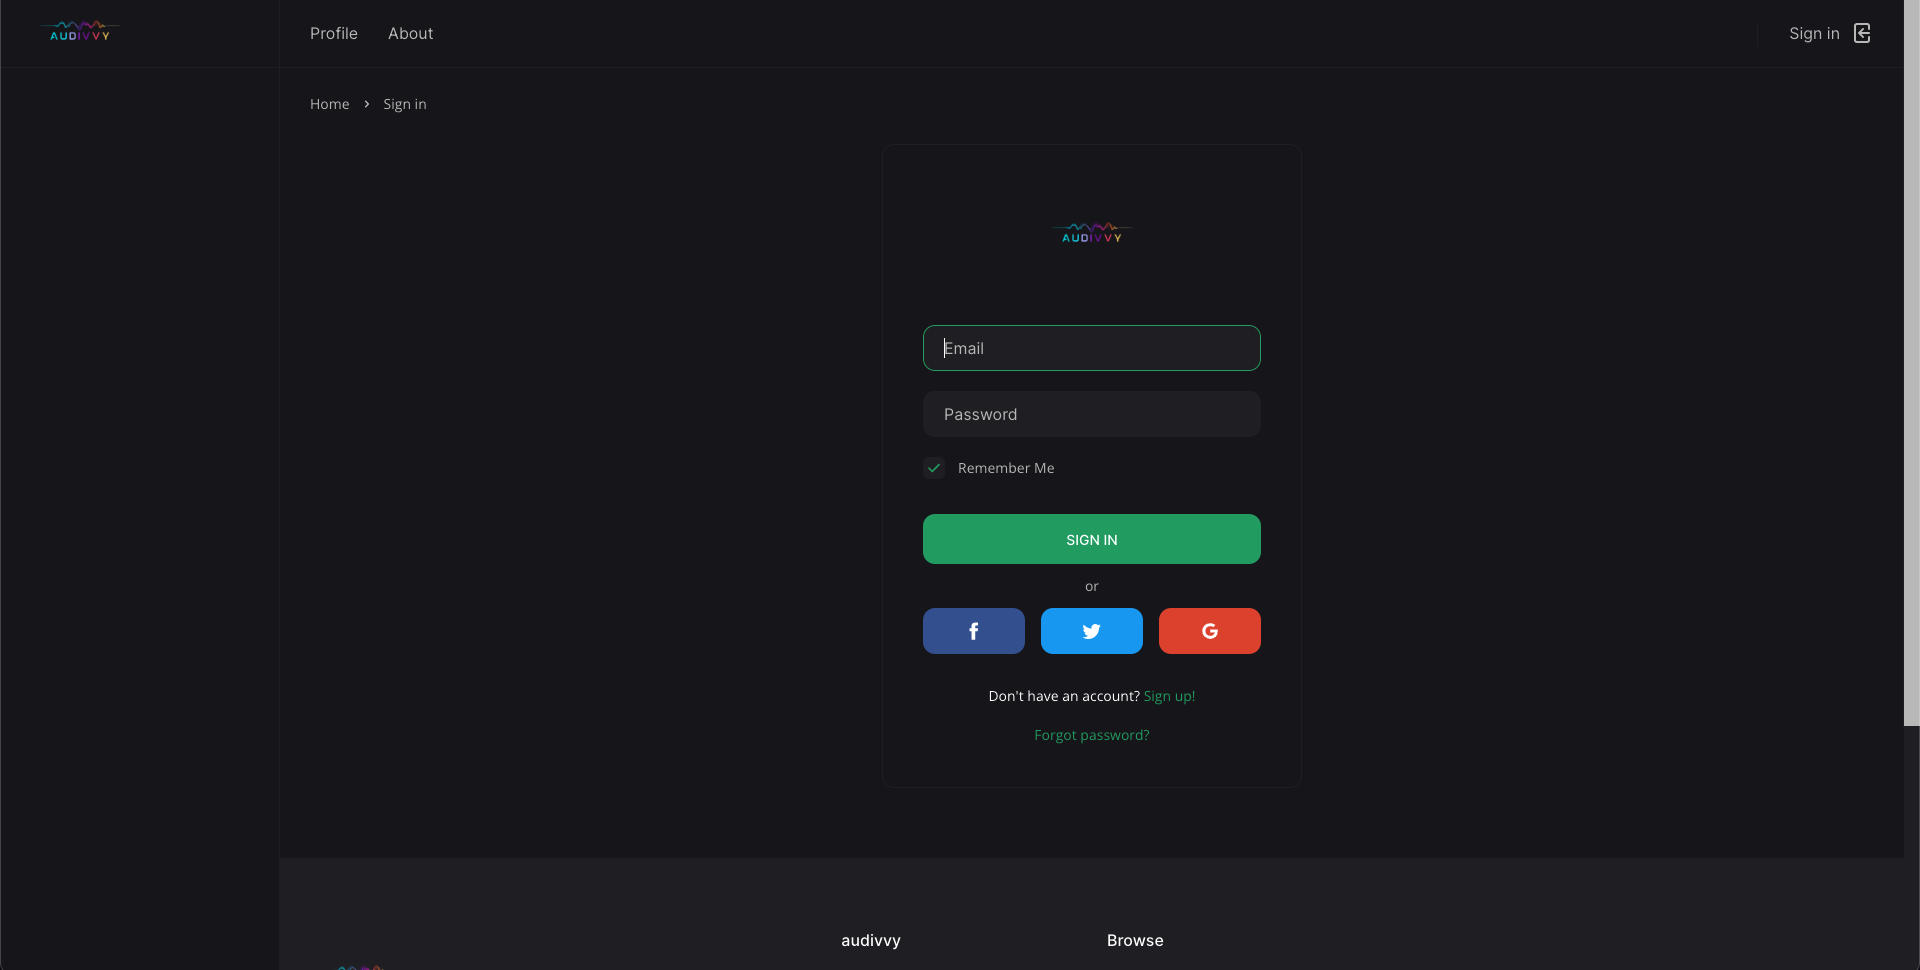 AUDIVVY
Profile
About
Sign in
Home
Sign in
AUDIVVY
Email
Password
Remember Me
SIGN IN
or
Don't have an account? Sign up!
Forgot password?
audivvy
Browse